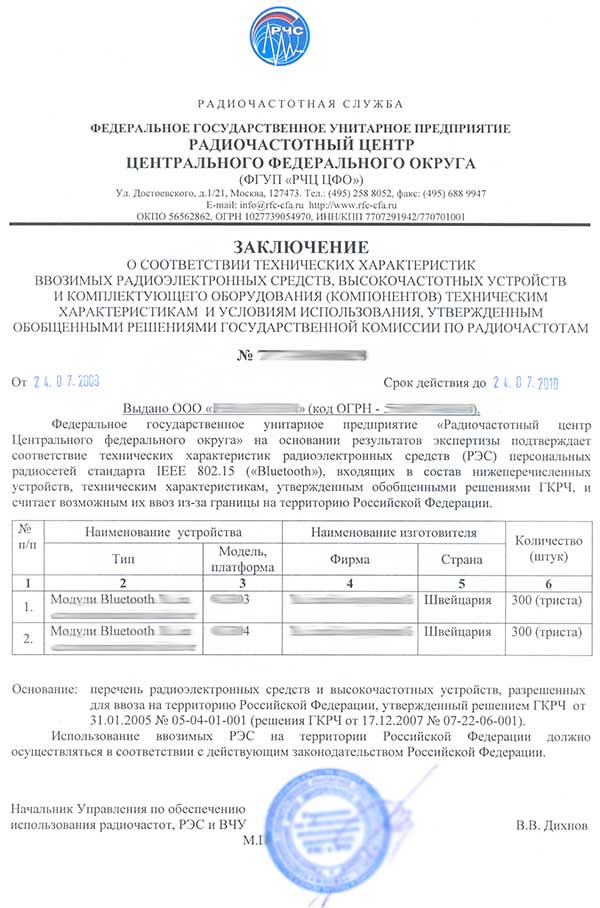 РЧС
РАДИОЧАСТОТНАЯ СЛУЖБА
ФЕДЕРАЛЬНОЕ ГОСУДАРСТВЕННОЕ УНИТАРНОЕ ПРЕДПРИЯТИЕ
РАДИОЧАСТОТНЫЙ ЦЕНТР
ЦЕНТРАЛЬНОГО ФЕДЕРАЛЬНОГО ОКРУГА
(ФГУП «РЧЦ ЦФО»)
Ул. Достоевского, д.1/21, Москва, 127473. Тел.: (495) 258 8052, факс: (495) 688 9947
E-mail: info@rfc-cfa.ru http://www.rfc-cfa.ru
ОКПО 56562862, ОГРН 1027739054970, ИНН/КПП 7707291942/770701001
ЗАКЛЮЧЕНИЕ
О СООТВЕТСТВИИ ТЕХНИЧЕСКИХ ХАРАКТЕРИСТИК
ВВОЗИМЫХ РАДИОЭЛЕКТРОННЫХ СРЕДСТВ, ВЫСОКОЧАСТОТНЫХ УСТРОЙСТВ
И КОМПЛЕКТУЮЩЕГО ОБОРУДОВАНИЯ (КОМПОНЕНТОВ) ТЕХНИЧЕСКИМ
ХАРАКТЕРИСТИКАМ И УСЛОВИЯМ ИСПОЛЬЗОВАНИЯ, УТВЕРЖДЕННЫМ
ОБОБЩЕННЫМИ РЕШЕНИЯМИ ГОСУДАРСТВЕННОЙ КОМИССИИ ПО РАДИОЧАСТОТАМ
№
От 24. 07. 2009 Срок действия до 24. 07. 2010
Выдано ООО « » (код ОГРН - ).
Федеральное государственное унитарное предприятие «Радиочастотный центр
Центрального федерального округа» на основании результатов экспертизы подтверждает
соответствие технических характеристик радиоэлектронных средств (РЭС) персональных
радиосетей стандарта IEEE 802.15 («Bluetooth»), входящих в состав нижеперечисленных
устройств, техническим характеристикам, утвержденным обобщенными решениями ГКРЧ, и
считает возможным их ввоз из-за границы на территорию Российской Федерации.
№ п/п Наименование устройства Наименование изготовителя Количество (штук)
Тип Модель, платформа Фирма Страна
1 2 3 4 5 6
1. Модули Bluetooth 3 Швейцария 300 (триста)
2. Модули Bluetooth 4 Швейцария 300 (триста)
Основание: перечень радиоэлектронных средств и высокочастотных устройств, разрешенных
для ввоза на территорию Российской Федерации, утвержденный решением ГКРЧ от
31.01.2005 № 05-04-01-001 (решения ГКРЧ от 17.12.2007 № 07-22-06-001).
Использование ввозимых РЭС на территории Российской Федерации должно
осуществляться в соответствии с действующим законодательством Российской Федерации.
Начальник Управления по обеспечению
использования радиочастот, РЭС и ВЧУ В.В. Дихнов
М.П